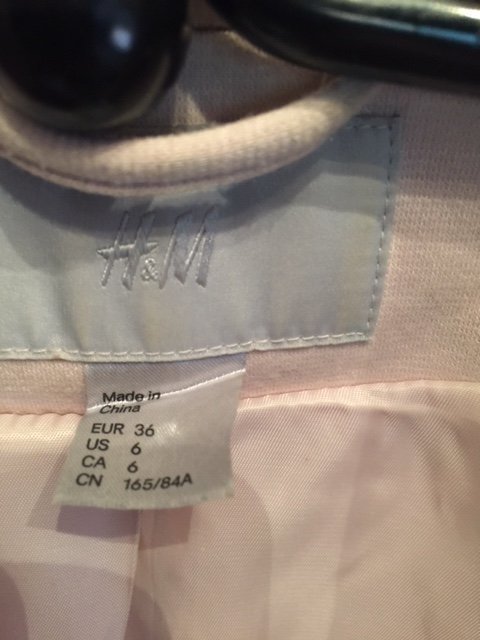 H&M
Made in
China
EUR 36
US 6
CA 6
CN 165/84A